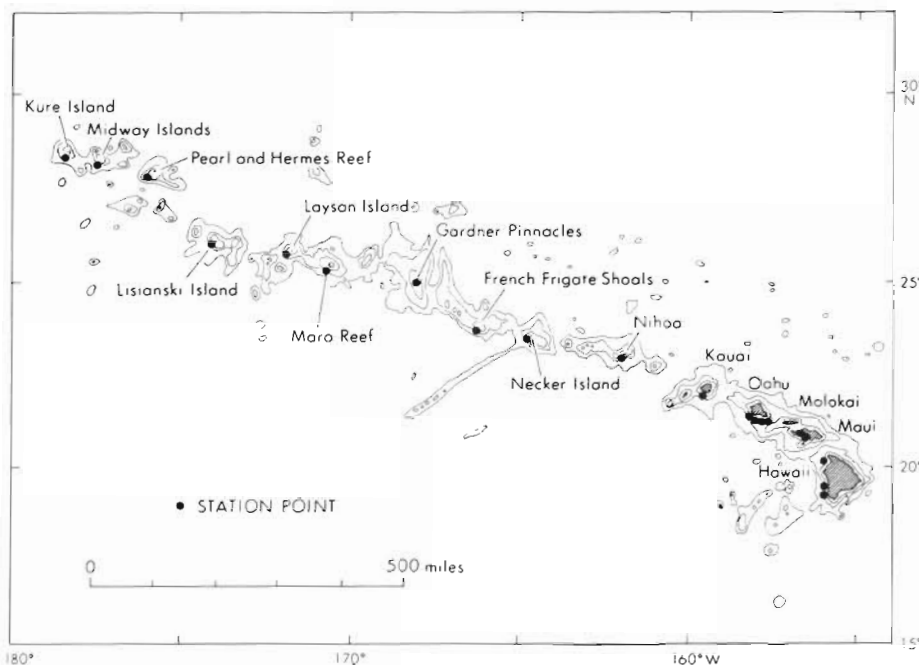 30°
N
Kure Island
Midway Islands
Pearl and Hermes Reef
Laysan Island
Gardner Pinnacles
25°
French Frigate Shoals
Lisianski Island
Maro Reef
Nihoa
Necker Island
Kauai
Oahu
Molokai
Maui
20°
Hawaii
STATION POINT
0
500 miles
15°
180°
170°
160°W